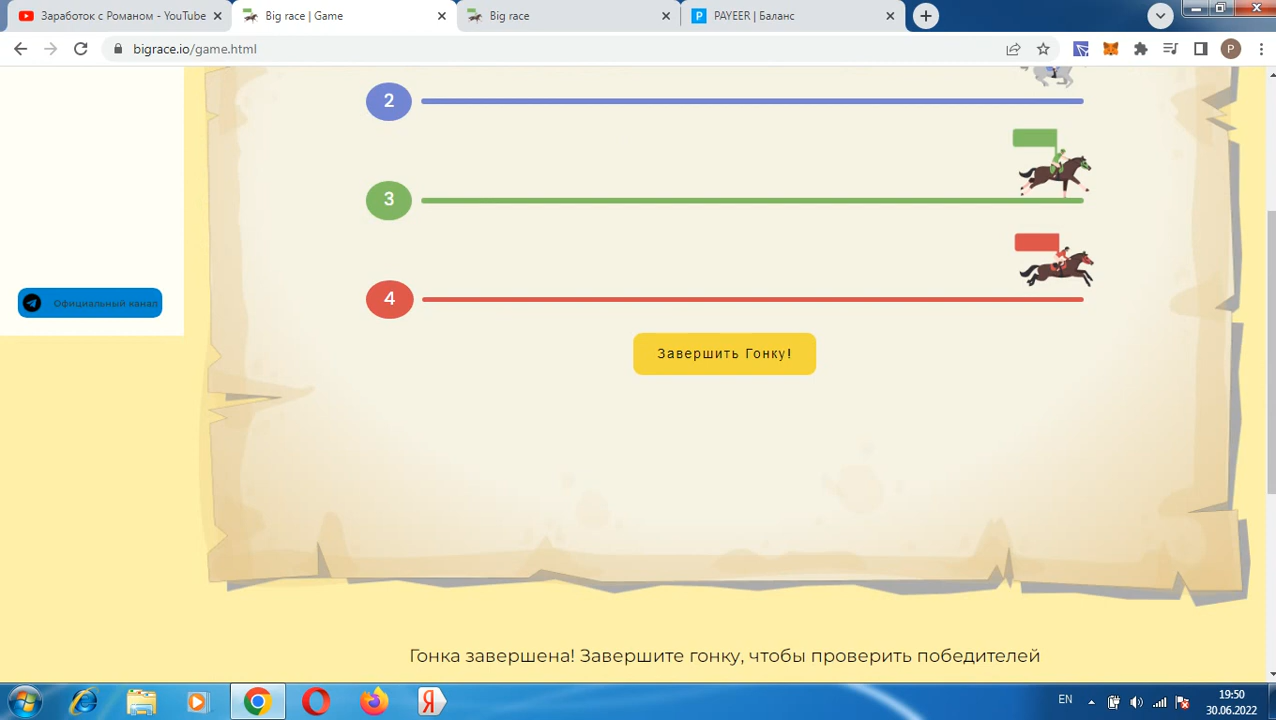 Заработок с Романом - YouTube
Big race | Game
Big race
PAYEER | Баланс
bigrace.io/game.html
P
2
3
4
Официальный канал
Завершить Гонку!
Гонка завершена! Завершите гонку, чтобы проверить победителей
EN
19:50
30.06.2022